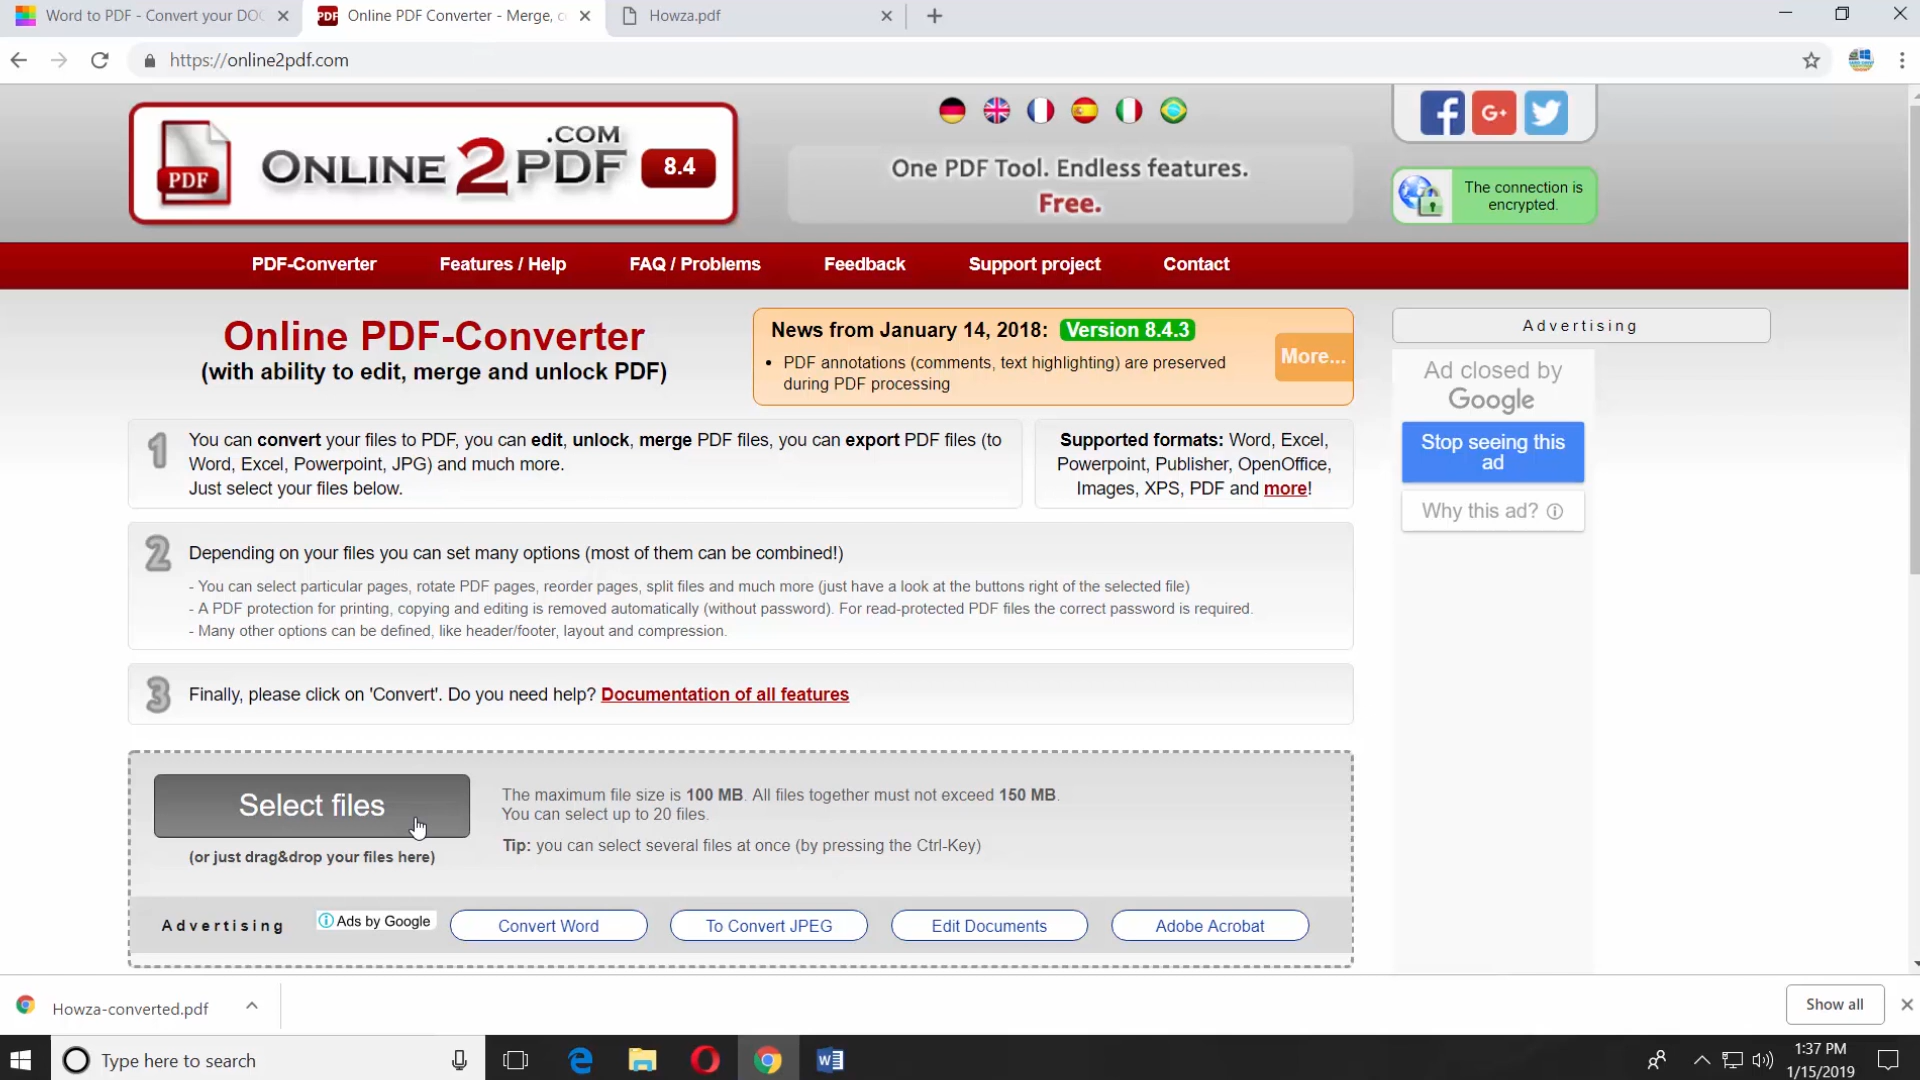 Word to PDF - Convert your DOC
Online PDF Converter - Merge, c
Howza.pdf
https://online2pdf.com
PDF
ONLINE2PDF
.COM
8.4
One PDF Tool. Endless features.
Free.
The connection is
encrypted.
PDF-Converter
Features / Help
FAQ / Problems
Feedback
Support project
Contact
Online PDF-Converter
(with ability to edit, merge and unlock PDF)
News from January 14, 2018: Version 8.4.3
• PDF annotations (comments, text highlighting) are preserved
during PDF processing
More...
Advertising
Ad closed by
Google
Stop seeing this
ad
Why this ad?
1
You can convert your files to PDF, you can edit, unlock, merge PDF files, you can export PDF files (to
Word, Excel, Powerpoint, JPG) and much more.
Just select your files below.
Supported formats: Word, Excel,
Powerpoint, Publisher, OpenOffice,
Images, XPS, PDF and more!
2
Depending on your files you can set many options (most of them can be combined!)
- You can select particular pages, rotate PDF pages, reorder pages, split files and much more (just have a look at the buttons right of the selected file)
- A PDF protection for printing, copying and editing is removed automatically (without password). For read-protected PDF files the correct password is required.
- Many other options can be defined, like header/footer, layout and compression.
3
Finally, please click on 'Convert'. Do you need help? Documentation of all features
Select files
(or just drag&drop your files here)
The maximum file size is 100 MB. All files together must not exceed 150 MB.
You can select up to 20 files.
Tip: you can select several files at once (by pressing the Ctrl-Key)
Advertising
Ads by Google
Convert Word
To Convert JPEG
Edit Documents
Adobe Acrobat
Howza-converted.pdf
Show all
Type here to search
1:37 PM
1/15/2019